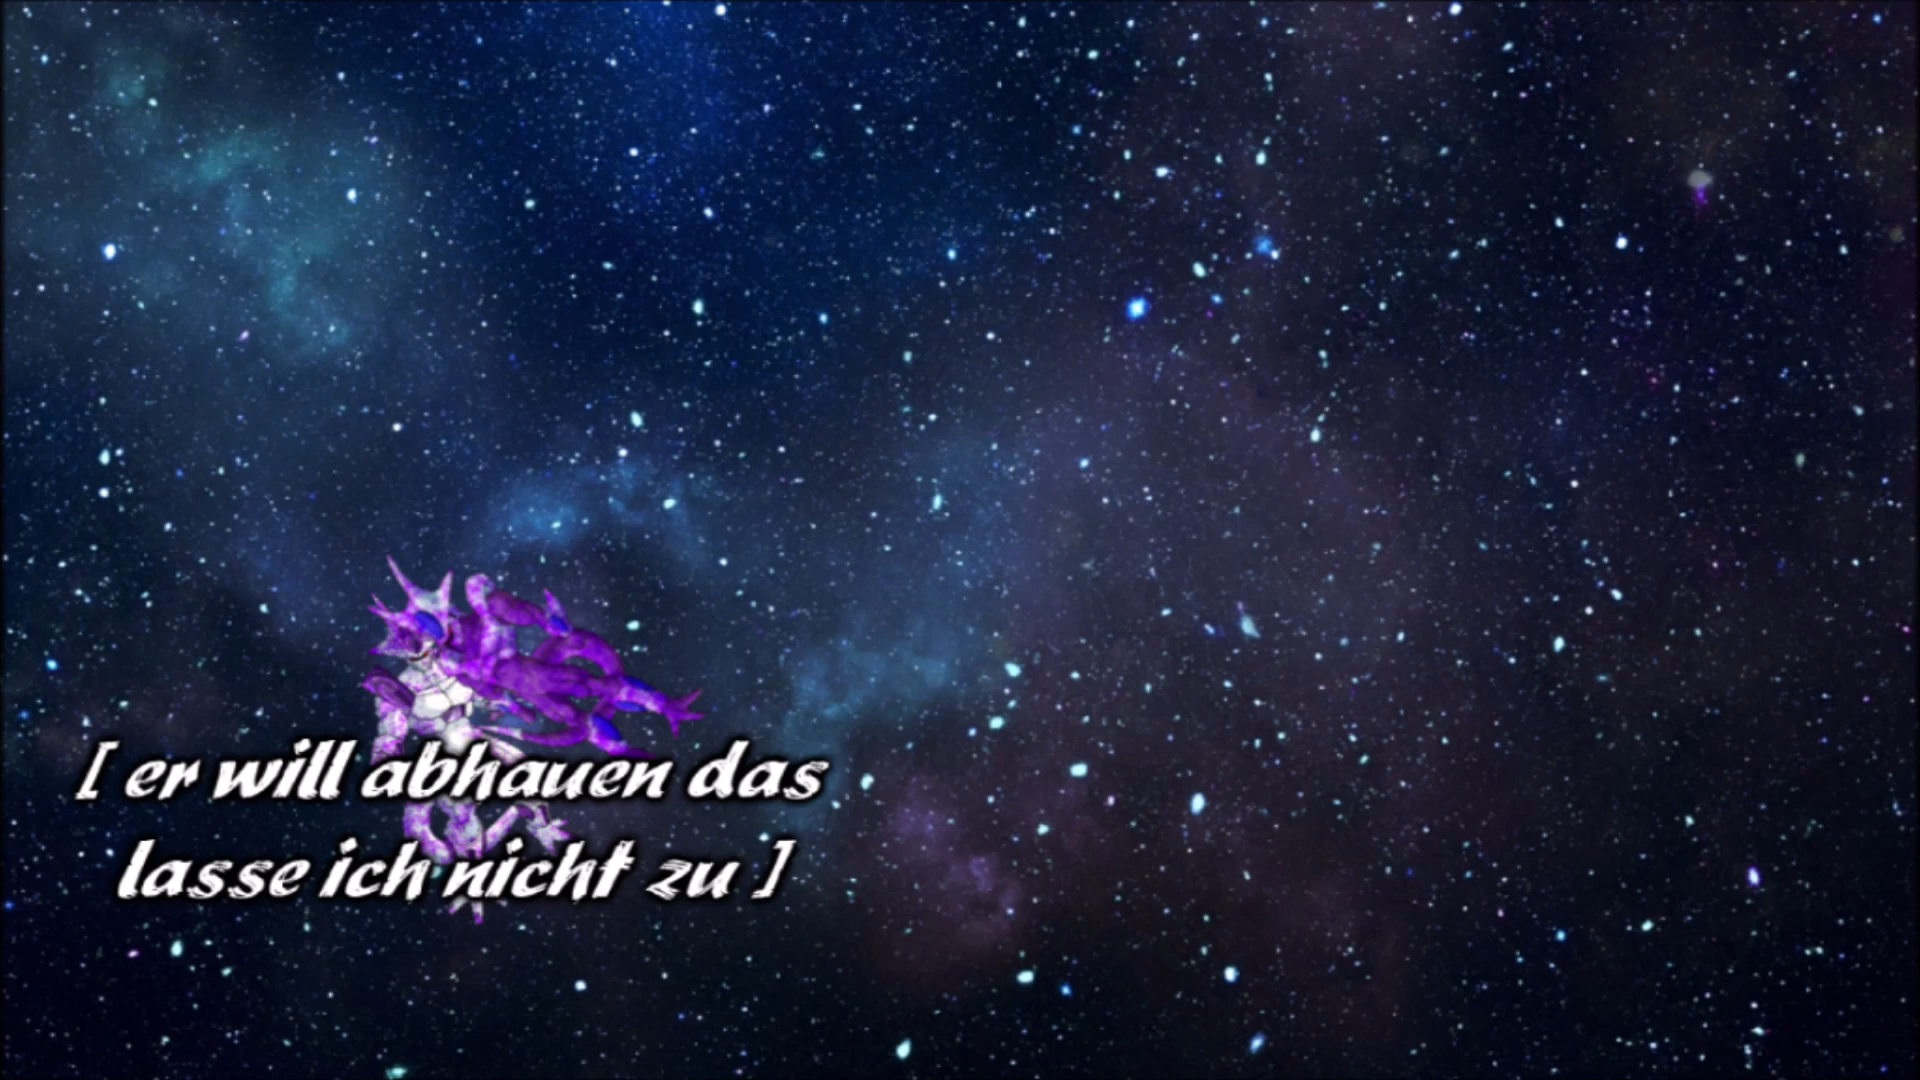 [ er will abhauen das
lasse ich nicht zu ]